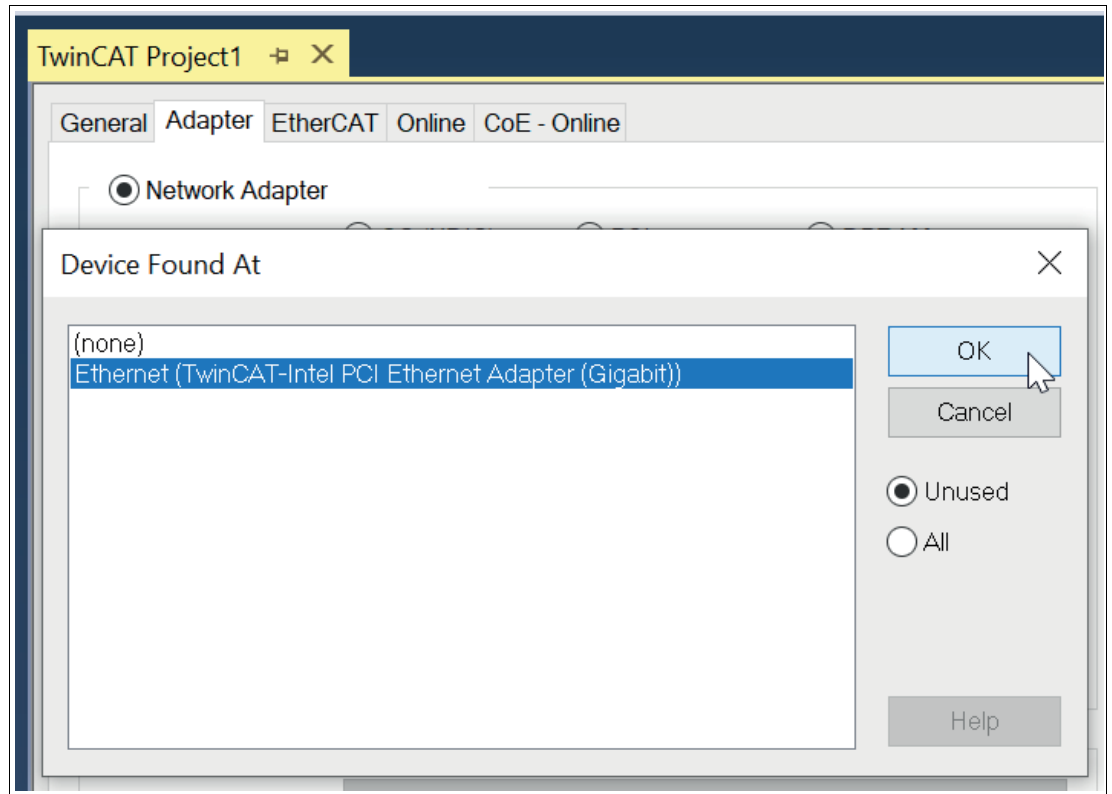 TwinCAT Project1
General Adapter EtherCAT Online CoE - Online
Network Adapter
Device Found At
(none)
Ethernet (TwinCAT-Intel PCI Ethernet Adapter (Gigabit))
OK
Cancel
Unused
All
Help